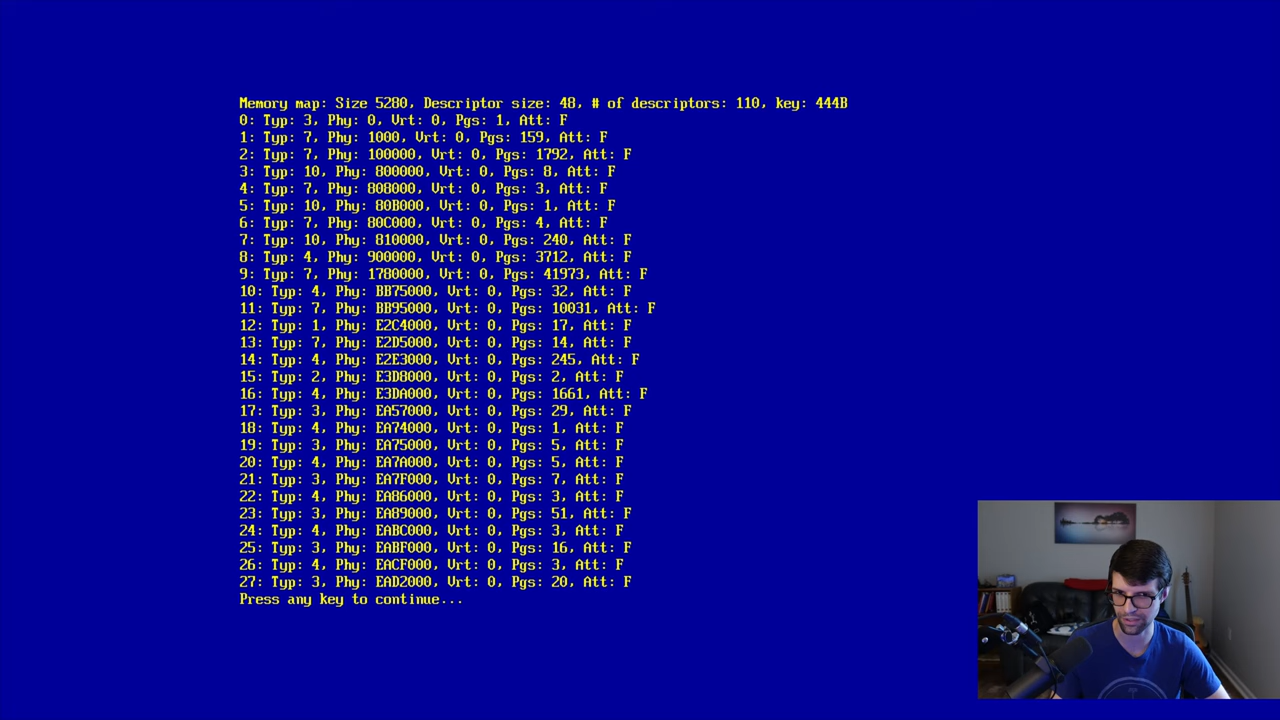 Memory map: Size 5280, Descriptor size: 48, # of descriptors: 110, key: 444B
0: Typ: 3, Phy: 0, Vrt: 0, Pgs: 1, Att: F
1: Typ: 7, Phy: 1000, Vrt: 0, Pgs: 159, Att: F
2: Typ: 7, Phy: 100000, Vrt: 0, Pgs: 1792, Att: F
3: Typ: 10, Phy: 800000, Vrt: 0, Pgs: 8, Att: F
4: Typ: 7, Phy: 808000, Vrt: 0, Pgs: 3, Att: F
5: Typ: 10, Phy: 80B000, Vrt: 0, Pgs: 1, Att: F
6: Typ: 7, Phy: 80C000, Vrt: 0, Pgs: 4, Att: F
7: Typ: 10, Phy: 810000, Vrt: 0, Pgs: 240, Att: F
8: Typ: 4, Phy: 900000, Vrt: 0, Pgs: 3712, Att: F
9: Typ: 7, Phy: 1780000, Vrt: 0, Pgs: 41973, Att: F
10: Typ: 4, Phy: BB75000, Vrt: 0, Pgs: 32, Att: F
11: Typ: 7, Phy: BB95000, Vrt: 0, Pgs: 10031, Att: F
12: Typ: 1, Phy: E2C4000, Vrt: 0, Pgs: 17, Att: F
13: Typ: 7, Phy: E2D5000, Vrt: 0, Pgs: 14, Att: F
14: Typ: 4, Phy: E2E3000, Vrt: 0, Pgs: 245, Att: F
15: Typ: 2, Phy: E3D8000, Vrt: 0, Pgs: 2, Att: F
16: Typ: 4, Phy: E3DA000, Vrt: 0, Pgs: 1661, Att: F
17: Typ: 3, Phy: EA57000, Vrt: 0, Pgs: 29, Att: F
18: Typ: 4, Phy: EA74000, Vrt: 0, Pgs: 1, Att: F
19: Typ: 3, Phy: EA75000, Vrt: 0, Pgs: 5, Att: F
20: Typ: 4, Phy: EA7A000, Vrt: 0, Pgs: 5, Att: F
21: Typ: 3, Phy: EA7F000, Vrt: 0, Pgs: 7, Att: F
22: Typ: 4, Phy: EA86000, Vrt: 0, Pgs: 3, Att: F
23: Typ: 3, Phy: EA89000, Vrt: 0, Pgs: 51, Att: F
24: Typ: 4, Phy: EABC000, Vrt: 0, Pgs: 3, Att: F
25: Typ: 3, Phy: EABF000, Vrt: 0, Pgs: 16, Att: F
26: Typ: 4, Phy: EACF000, Vrt: 0, Pgs: 3, Att: F
27: Typ: 3, Phy: EAD2000, Vrt: 0, Pgs: 20, Att: F
Press any key to continue...